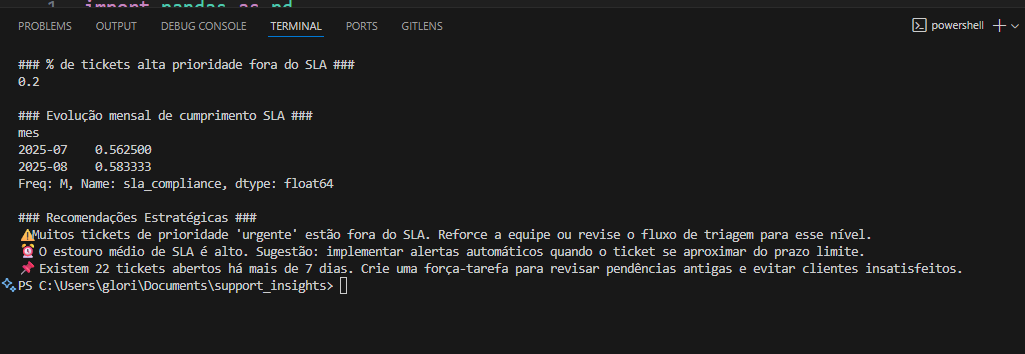 1 import pandas as pd
PROBLEMS OUTPUT DEBUG CONSOLE TERMINAL PORTS GITLENS powershell
### % de tickets alta prioridade fora do SLA ###
0.2
### Evolução mensal de cumprimento SLA ###
mes
2025-07 0.562500
2025-08 0.583333
Freq: M, Name: sla_compliance, dtype: float64
### Recomendações Estratégicas ###
⚠️Muitos tickets de prioridade 'urgente' estão fora do SLA. Reforce a equipe ou revise o fluxo de triagem para esse nível.
⏰ O estouro médio de SLA é alto. Sugestão: implementar alertas automáticos quando o ticket se aproximar do prazo limite.
📌 Existem 22 tickets abertos há mais de 7 dias. Crie uma força-tarefa para revisar pendências antigas e evitar clientes insatisfeitos.
PS C:\Users\glori\Documents\support_insights>